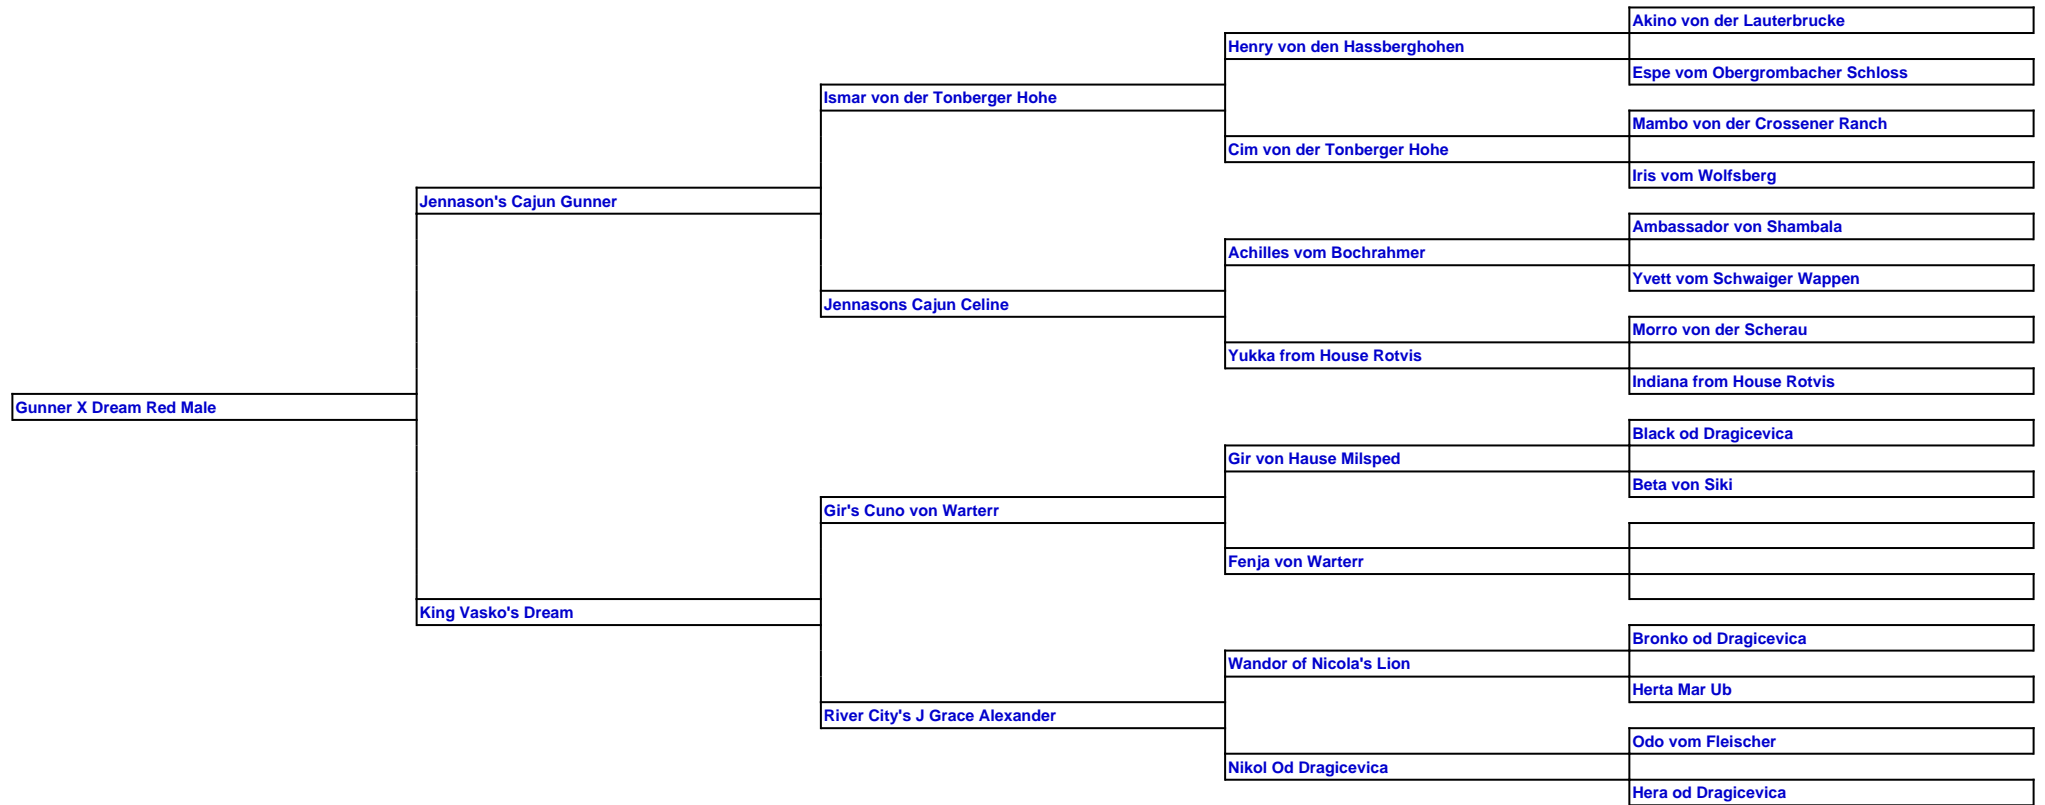 Akino von der Lauterbrucke
Henry von den Hassberghohen
Espe vom Obergrombacher Schloss
Ismar von der Tonberger Hohe
Mambo von der Crossener Ranch
Cim von der Tonberger Hohe
Iris vom Wolfsberg
Jennason's Cajun Gunner
Ambassador von Shambala
Achilles vom Bochrahmer
Yvett vom Schwaiger Wappen
Jennasons Cajun Celine
Morro von der Scherau
Yukka from House Rotvis
Indiana from House Rotvis
Gunner X Dream Red Male
Black od Dragicevica
Gir von Hause Milsped
Beta von Siki
Gir's Cuno von Warterr
Fenja von Warterr
King Vasko's Dream
Bronko od Dragicevica
Wandor of Nicola's Lion
Herta Mar Ub
River City's J Grace Alexander
Odo vom Fleischer
Nikol Od Dragicevica
Hera od Dragicevica